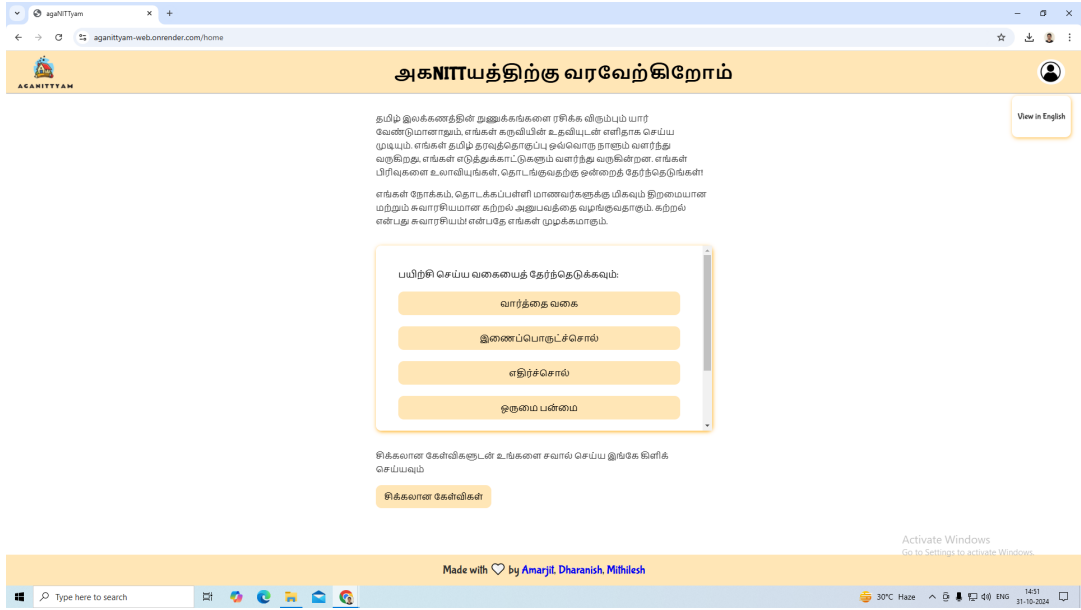 agaNITTyam
aganittyam-web.onrender.com/home
AGANITTYAM
அகNITTயத்திற்கு வரவேற்கிறோம்
View in English
தமிழ் இலக்கணத்தின் நுணுக்கங்களை ரசிக்க விரும்பும் யார்
வேண்டுமானாலும், எங்கள் கருவியின் உதவியுடன் எளிதாக செய்ய
முடியும். எங்கள் தமிழ் தரவுத்தொகுப்பு ஒவ்வொரு நாளும் வளர்ந்து
வருகிறது, எங்கள் எடுத்துக்காட்டுகளும் வளர்ந்து வருகின்றன. எங்கள்
பிரிவுகளை உலாவியுங்கள், தொடங்குவதற்கு ஒன்றைத் தேர்ந்தெடுங்கள்!
எங்கள் நோக்கம், தொடக்கப்பள்ளி மாணவர்களுக்கு மிகவும் திறமையான
மற்றும் சுவாரசியமான கற்றல் அனுபவத்தை வழங்குவதாகும். கற்றல்
என்பது சுவாரசியம்! என்பதே எங்கள் முழக்கமாகும்.
பயிற்சி செய்ய வகையைத் தேர்ந்தெடுக்கவும்:
வார்த்தை வகை
இணைப்பொருட்ச்சொல்
எதிர்ச்சொல்
ஒருமை பன்மை
சிக்கலான கேள்விகளுடன் உங்களை சவால் செய்ய இங்கே கிளிக்
செய்யவும்
சிக்கலான கேள்விகள்
Activate Windows
Go to Settings to activate Windows.
Made with by Amarjit, Dharanish, Mithilesh
Type here to search
30°C Haze
ENG
14:51
31-10-2024